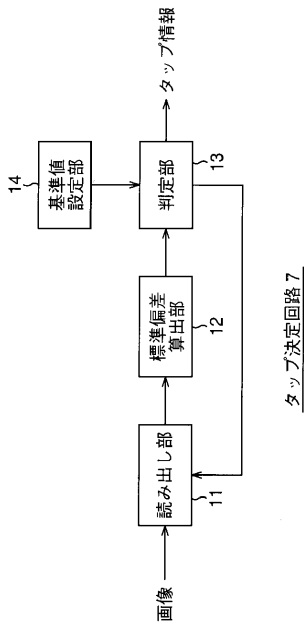 画像
読み出し部
11
標準偏差
算出部
12
基準値
設定部
14
判定部
13
タップ情報
タップ決定回路7